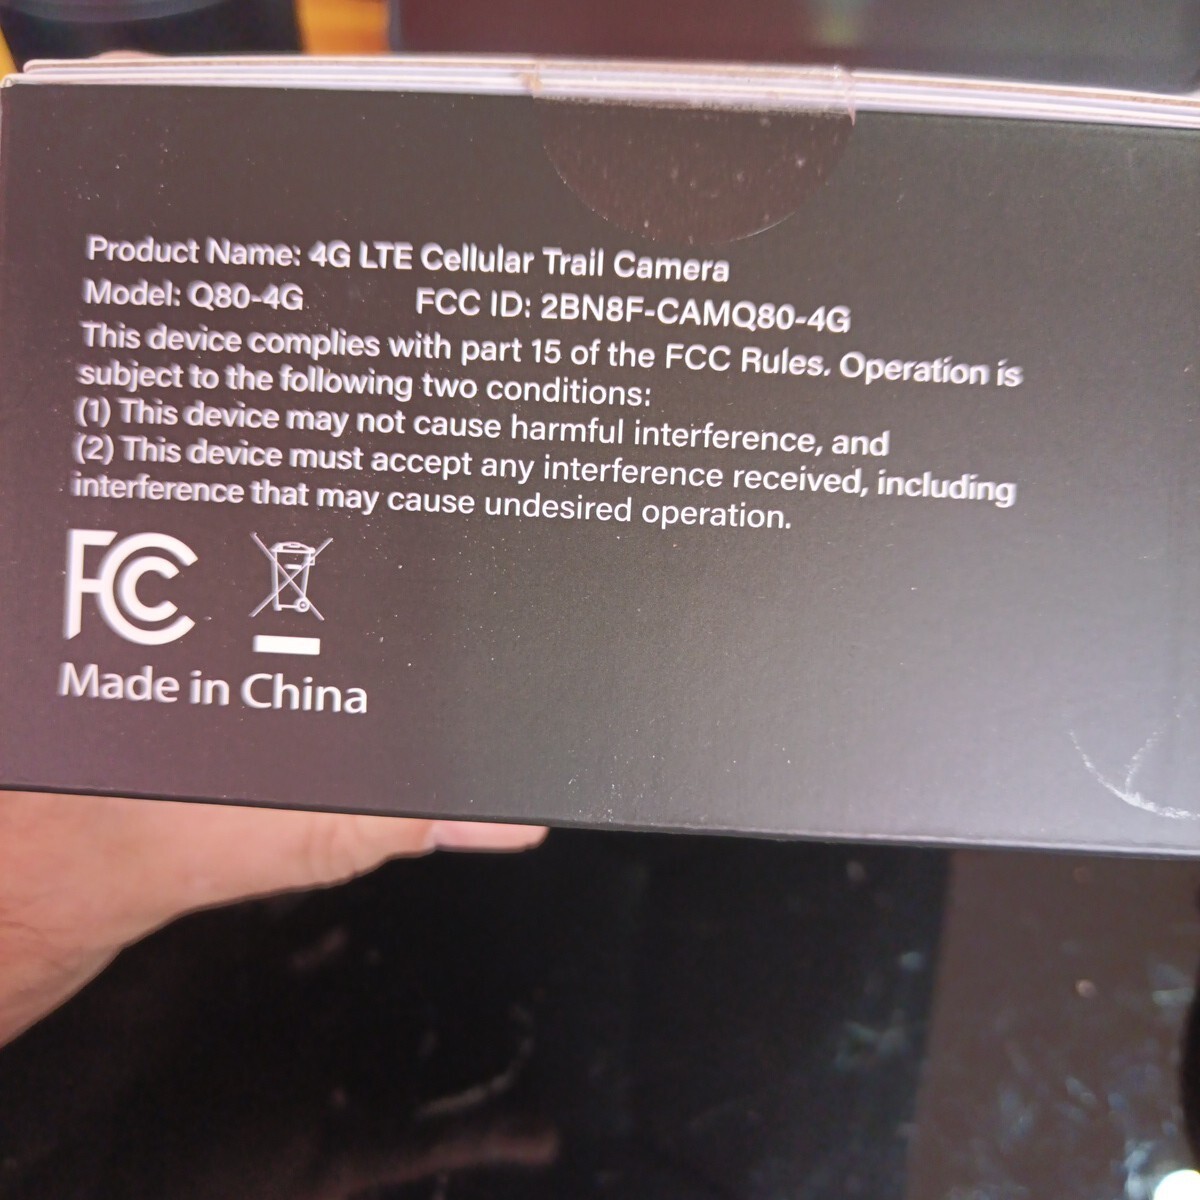 Product Name: 4G LTE Cellular Trail Camera
Model: Q80-4G FCC ID: 2BN8F-CAMQ80-4G
This device complies with part 15 of the FCC Rules. Operation is
subject to the following two conditions:
(1) This device may not cause harmful interference, and
(2) This device must accept any interference received, including
interference that may cause undesired operation.
FC
Made in China